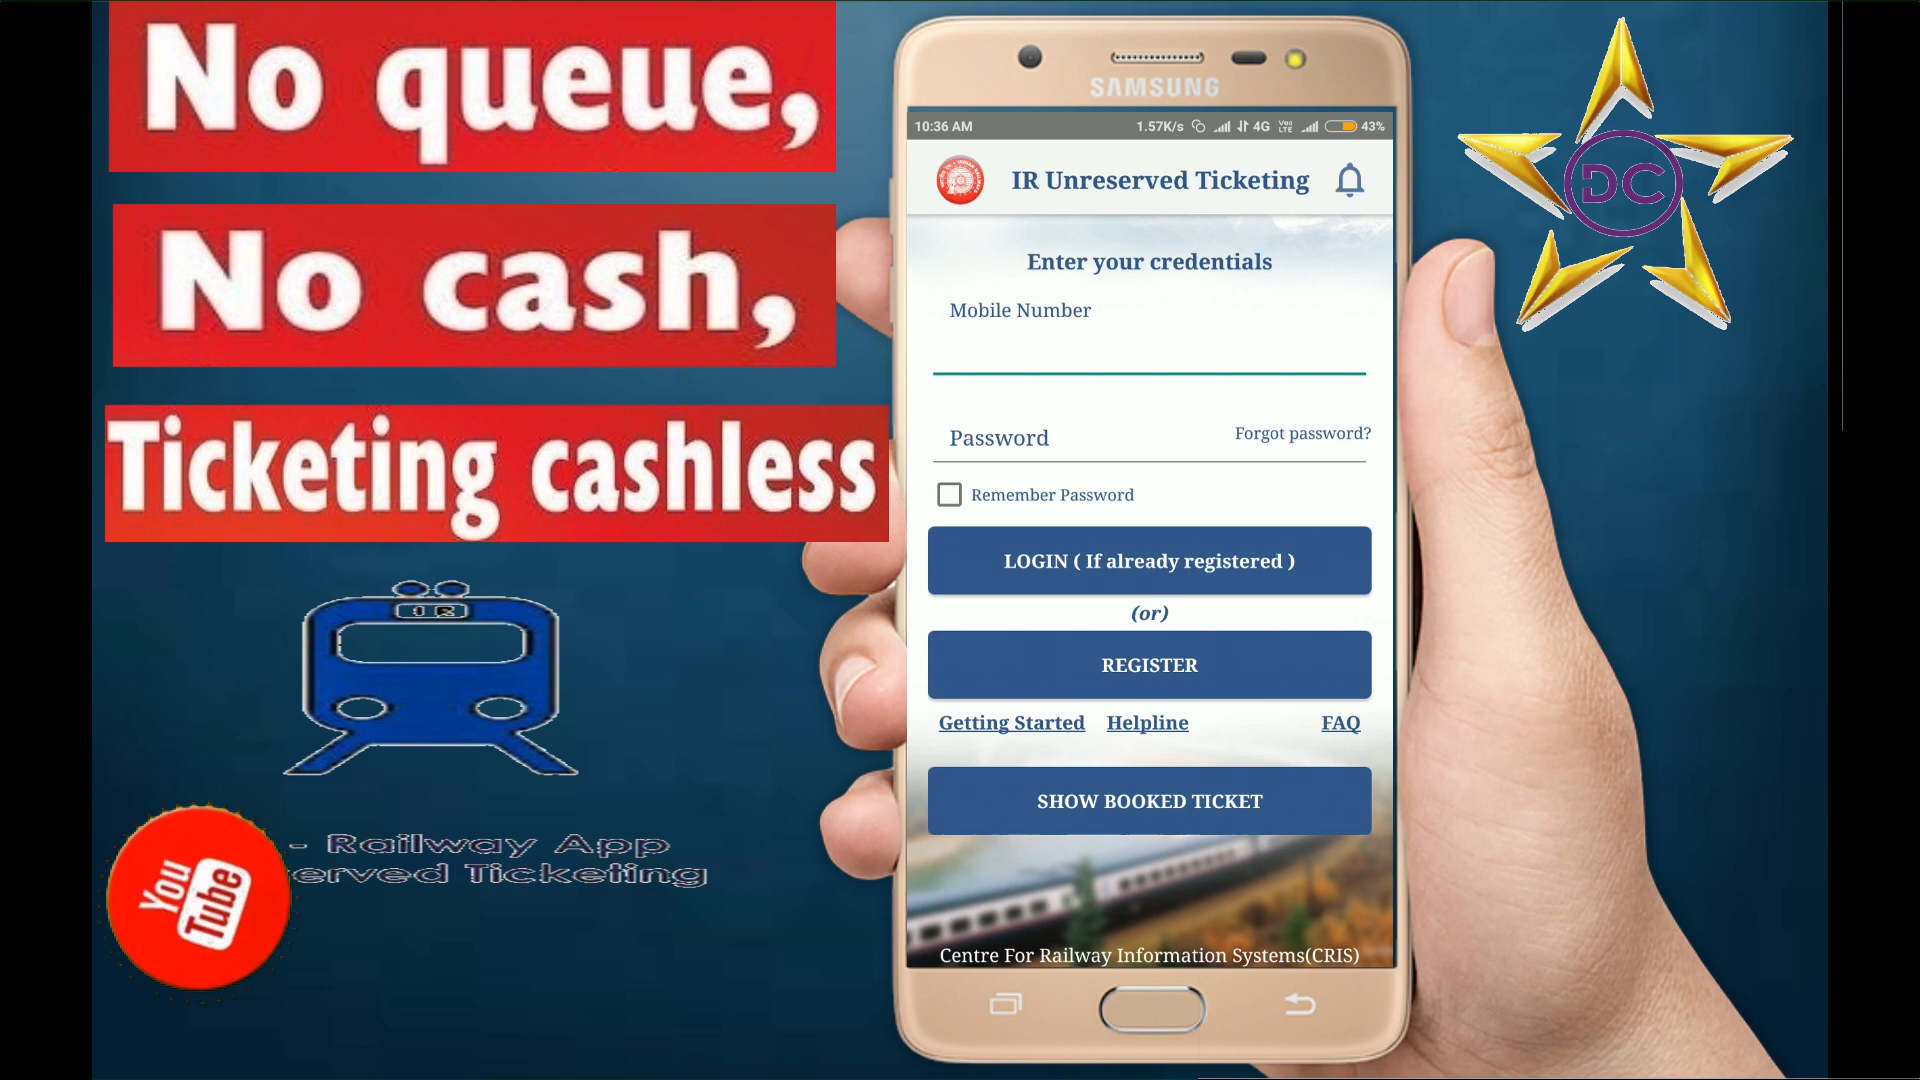 No queue,
No cash,
Ticketing cashless
I R
- Railway App
erved Ticketing
You
Tube
SAMSUNG
10:36 AM 1.57K/s 4G Vo) LTE 43%
IR Unreserved Ticketing
Enter your credentials
Mobile Number
Password Forgot password?
Remember Password
LOGIN ( If already registered )
(or)
REGISTER
Getting Started Helpline FAQ
SHOW BOOKED TICKET
Centre For Railway Information Systems(CRIS)
DC